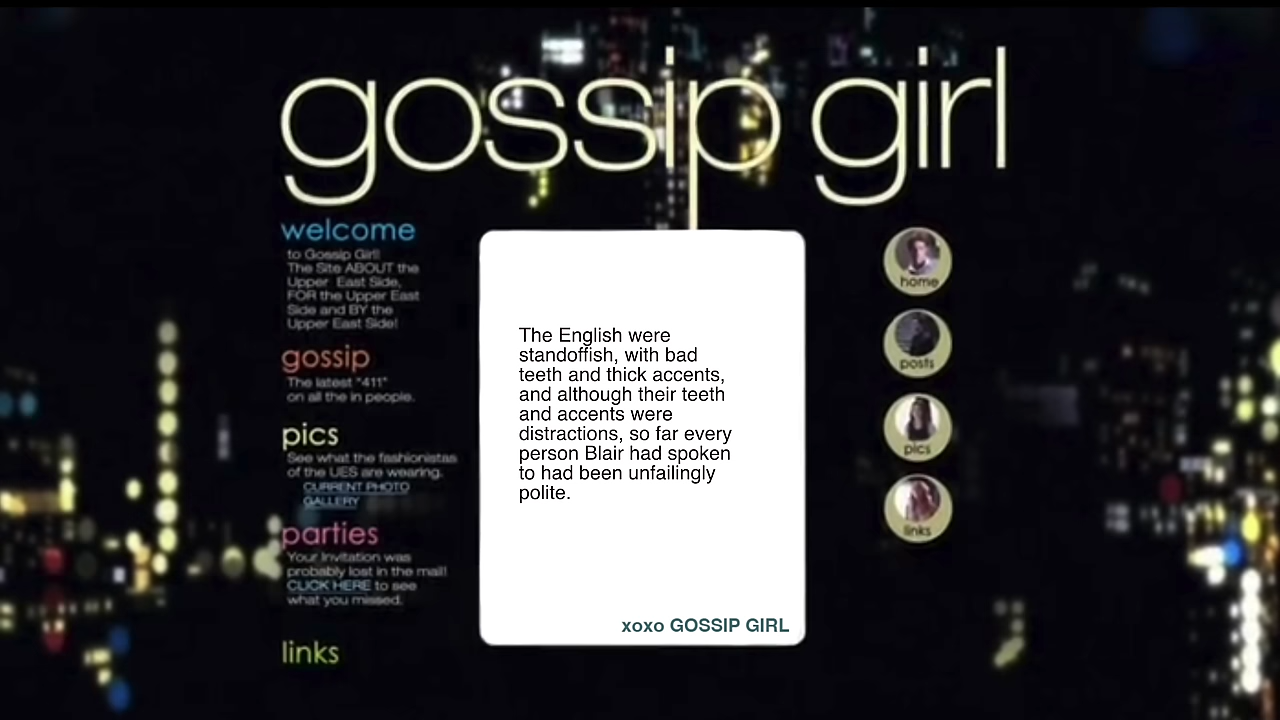 gossip girl
welcome
to Gossip Girl!
The Site ABOUT the
Upper East Side,
FOR the Upper East
Side and BY the
Upper East Side!
gossip
The latest "411"
on all the in people.
pics
See what the fashionistas
of the UES are wearing.
CURRENT PHOTO
GALLERY
parties
Your Invitation was
probably lost in the mail!
CLICK HERE to see
what you missed.
links
The English were
standoffish, with bad
teeth and thick accents,
and although their teeth
and accents were
distractions, so far every
person Blair had spoken
to had been unfailingly
polite.
xoxo GOSSIP GIRL
home
posts
pics
links